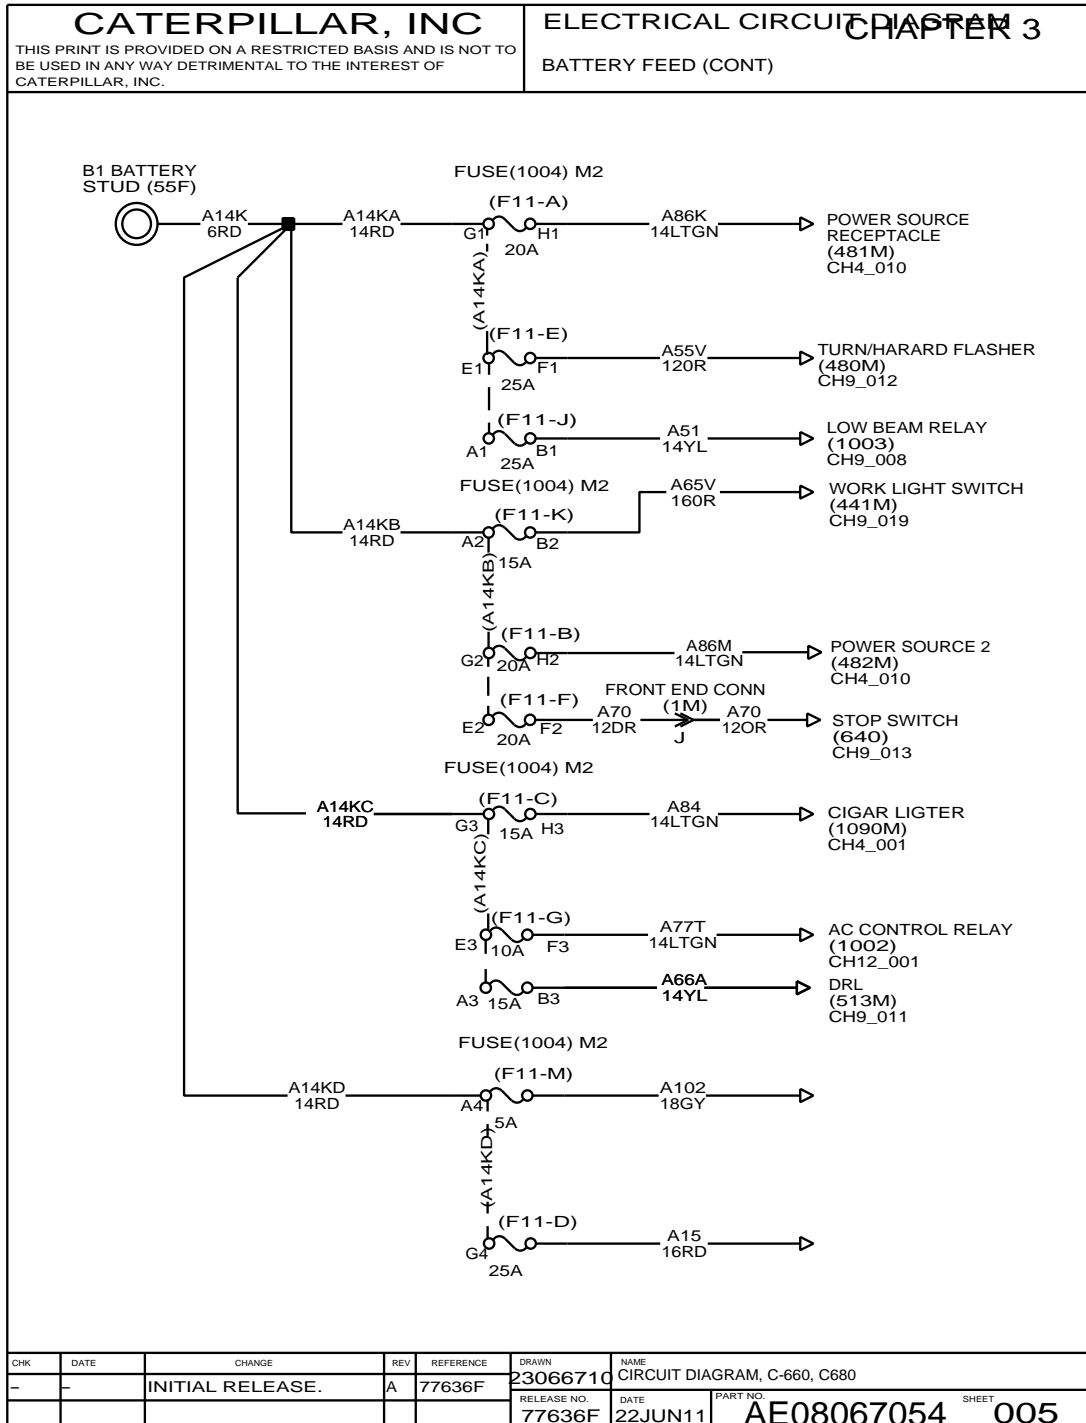 CATERPILLAR, INC
THIS PRINT IS PROVIDED ON A RESTRICTED BASIS AND IS NOT TO
BE USED IN ANY WAY DETRIMENTAL TO THE INTEREST OF
CATERPILLAR, INC.
ELECTRICAL CIRCUIT DIAGRAM
CHAPTER 3
BATTERY FEED (CONT)
B1 BATTERY
STUD (55F)
A14K
6RD
A14KA
14RD
FUSE(1004) M2
(F11-A)
G1
H1
20A
A86K
14LTGN
POWER SOURCE
RECEPTACLE
(481M)
CH4_010
(A14KA)
(F11-E)
E1
F1
25A
A55V
120R
TURN/HARARD FLASHER
(480M)
CH9_012
(F11-J)
A1
B1
25A
A51
14YL
LOW BEAM RELAY
(1003)
CH9_008
FUSE(1004) M2
A14KB
14RD
(F11-K)
A2
B2
15A
A65V
160R
WORK LIGHT SWITCH
(441M)
CH9_019
(A14KB)
(F11-B)
G2
H2
20A
A86M
14LTGN
POWER SOURCE 2
(482M)
CH4_010
(F11-F)
E2
F2
20A
A70
12DR
FRONT END CONN
(1M)
J
A70
12OR
STOP SWITCH
(640)
CH9_013
FUSE(1004) M2
A14KC
14RD
(F11-C)
G3
H3
15A
A84
14LTGN
CIGAR LIGTER
(1090M)
CH4_001
(A14KC)
(F11-G)
E3
F3
10A
A77T
14LTGN
AC CONTROL RELAY
(1002)
CH12_001
A3
B3
15A
A66A
14YL
DRL
(513M)
CH9_011
FUSE(1004) M2
A14KD
14RD
(F11-M)
A4
5A
A102
18GY
(A14KD)
(F11-D)
G4
25A
A15
16RD
CHK DATE CHANGE REV REFERENCE
- - INITIAL RELEASE. A 77636F
DRAWN
23066710
NAME
CIRCUIT DIAGRAM, C-660, C680
RELEASE NO.
77636F
DATE
22JUN11
PART NO.
AE08067054
SHEET
005